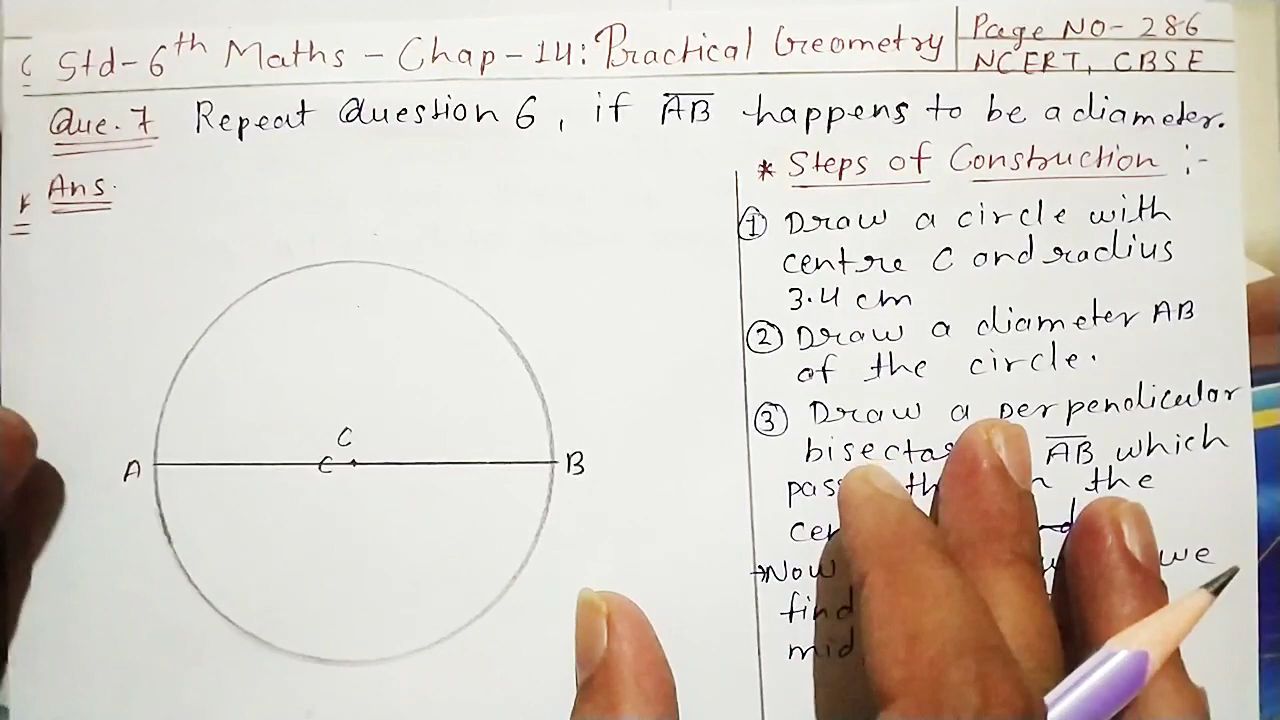 Std-6th Maths - Chap-14: Practical Geometry
Page NO- 286
NCERT, CBSE
Que. 7 Repeat Question 6, if AB happens to be a diameter.
Ans.
* Steps of Construction :-
① Draw a circle with
centre C and radius
3.4 cm
② Draw a diameter AB
of the circle.
③ Draw a perpendicular
AB which
the
→Now we
find
mid
C
A C B